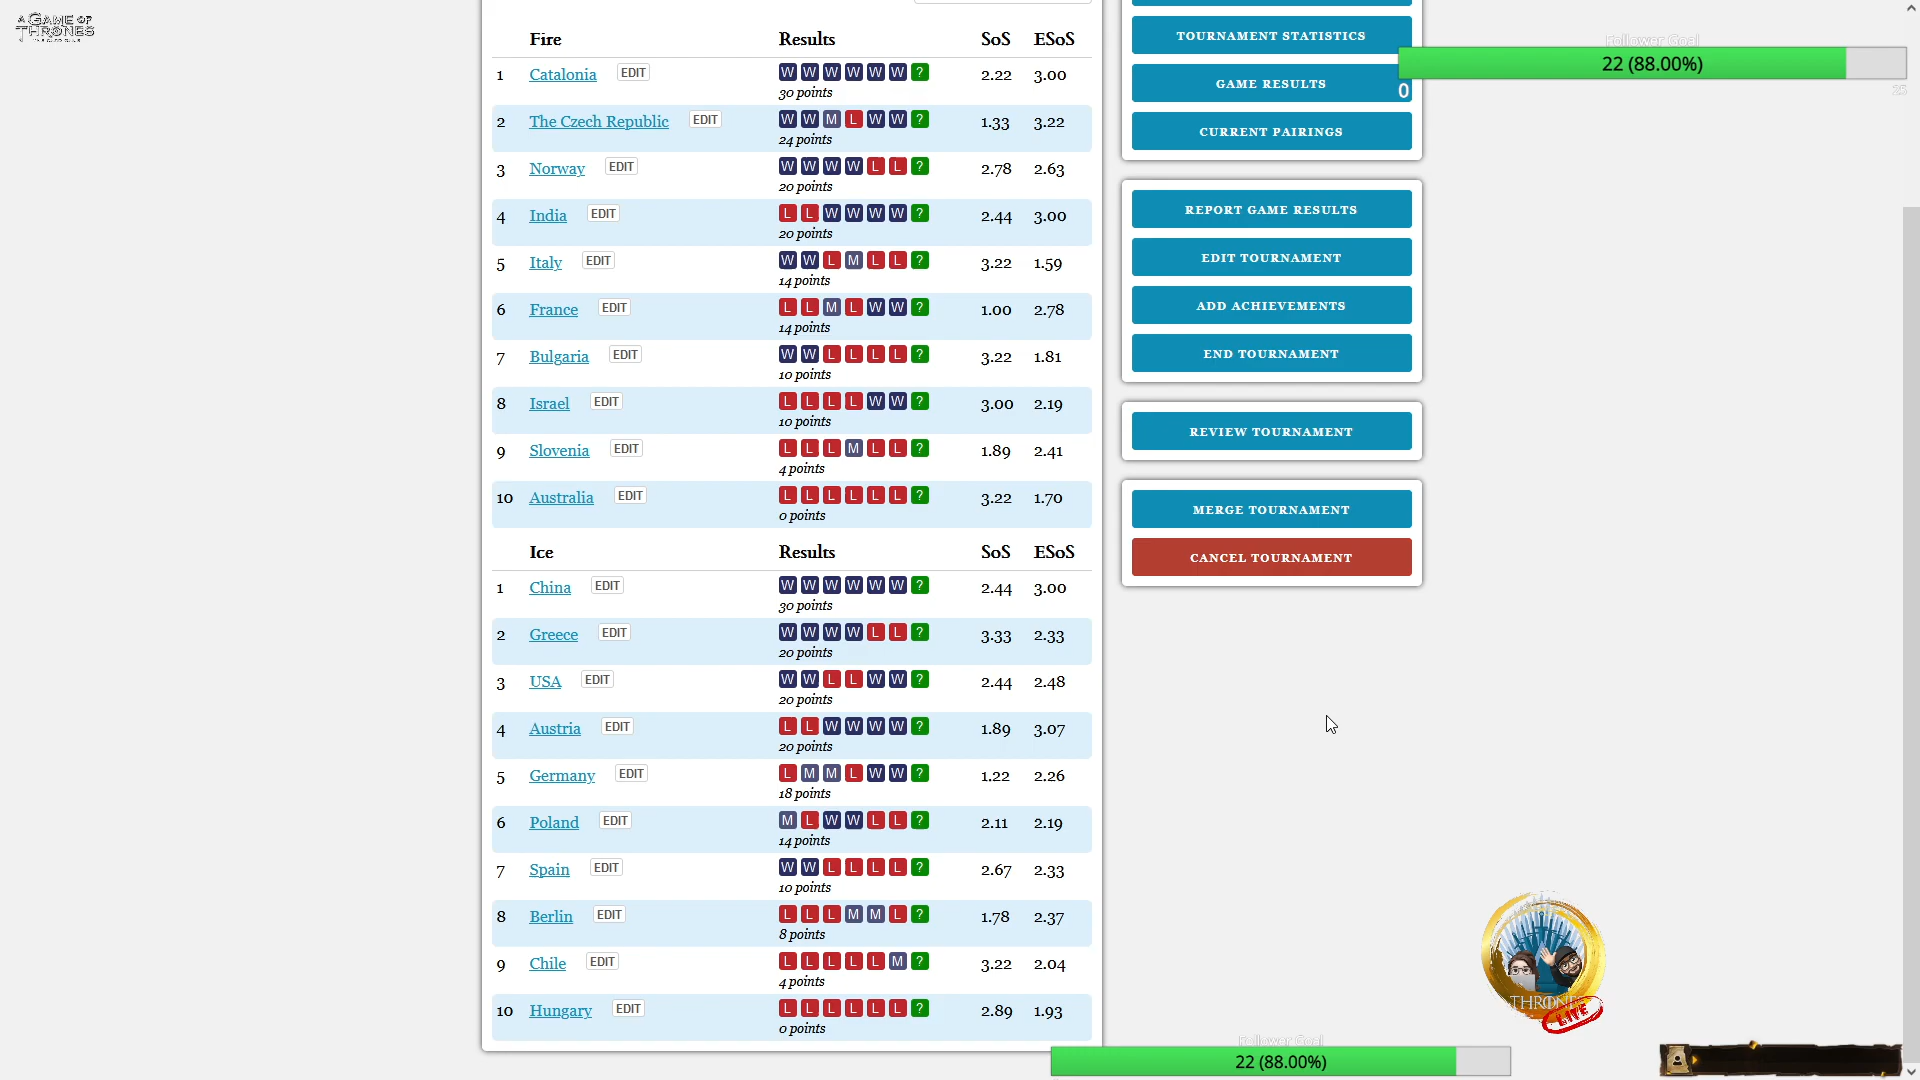 A GAME OF
THRONES
Fire Results SoS ESoS
1 Catalonia EDIT W W W W W W ? 2.22 3.00
30 points
2 The Czech Republic EDIT W W M L W W ? 1.33 3.22
24 points
3 Norway EDIT W W W W L L ? 2.78 2.63
20 points
4 India EDIT L L W W W W ? 2.44 3.00
20 points
5 Italy EDIT W W L M L L ? 3.22 1.59
14 points
6 France EDIT L L M L W W ? 1.00 2.78
14 points
7 Bulgaria EDIT W W L L L L ? 3.22 1.81
10 points
8 Israel EDIT L L L L W W ? 3.00 2.19
10 points
9 Slovenia EDIT L L L M L L ? 1.89 2.41
4 points
10 Australia EDIT L L L L L L ? 3.22 1.70
0 points
Ice Results SoS ESoS
1 China EDIT W W W W W W ? 2.44 3.00
30 points
2 Greece EDIT W W W W L L ? 3.33 2.33
20 points
3 USA EDIT W W L L W W ? 2.44 2.48
20 points
4 Austria EDIT L L W W W W ? 1.89 3.07
20 points
5 Germany EDIT L M M L W W ? 1.22 2.26
18 points
6 Poland EDIT M L W W L L ? 2.11 2.19
14 points
7 Spain EDIT W W L L L L ? 2.67 2.33
10 points
8 Berlin EDIT L L L M M L ? 1.78 2.37
8 points
9 Chile EDIT L L L L L M ? 3.22 2.04
4 points
10 Hungary EDIT L L L L L L ? 2.89 1.93
0 points
TOURNAMENT STATISTICS
GAME RESULTS
CURRENT PAIRINGS
REPORT GAME RESULTS
EDIT TOURNAMENT
ADD ACHIEVEMENTS
END TOURNAMENT
REVIEW TOURNAMENT
MERGE TOURNAMENT
CANCEL TOURNAMENT
Follower Goal
22 (88.00%)
0 25
LIVE
Follower Goal
22 (88.00%)